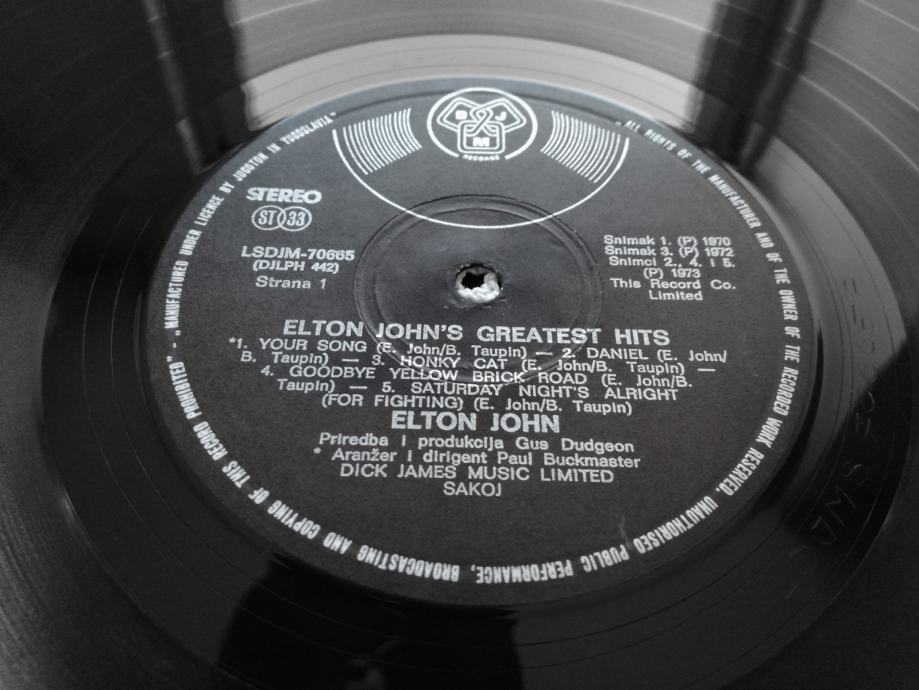 D J
M
RECORDS
STEREO
ST 33
LSDJM-70665
(DJLPH 442)
Strana 1
Snimak 1. (P) 1970
Snimak 3. (P) 1972
Snimci 2., 4. i 5.
(P) 1973
This Record Co.
Limited
ELTON JOHN'S GREATEST HITS
*1. YOUR SONG (E. John/B. Taupin) — 2. DANIEL (E. John/
B. Taupin) — 3. HONKY CAT (E. John/B. Taupin) —
4. GOODBYE YELLOW BRICK ROAD (E. John/B.
Taupin) — 5. SATURDAY NIGHT'S ALRIGHT
(FOR FIGHTING) (E. John/B. Taupin)
ELTON JOHN
Priredba i produkcija Gus Dudgeon
* Aranžer i dirigent Paul Buckmaster
DICK JAMES MUSIC LIMITED
SAKOJ
„MANUFACTURED UNDER LICENCE BY JUGOTON IN YUGOSLAVIA" „ALL RIGHTS OF THE MANUFACTURER AND OF THE OWNER OF THE RECORDED WORK RESERVED. UNAUTHORISED PUBLIC PERFORMANCE, BROADCASTING AND COPYING OF THIS RECORD PROHIBITED" -